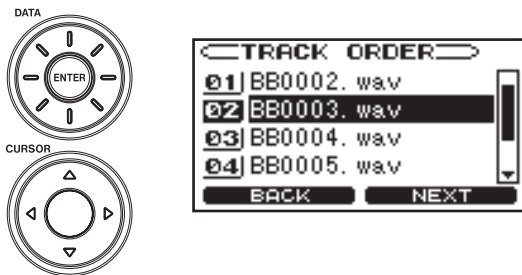 DATA
ENTER
CURSOR
TRACK ORDER
01 BB0002.wav
02 BB0003.wav
03 BB0004.wav
04 BB0005.wav
BACK NEXT